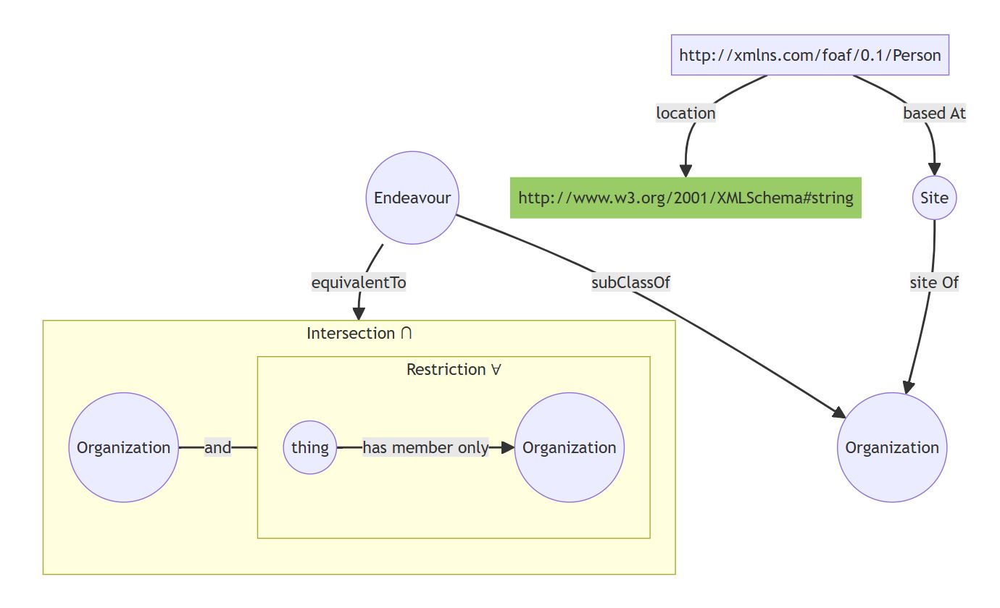 http://xmlns.com/foaf/0.1/Person
location
based At
Endeavour
http://www.w3.org/2001/XMLSchema#string
Site
equivalentTo
subClassOf
site Of
Intersection ⋂
Restriction ∀
Organization
and
thing
has member only
Organization
Organization